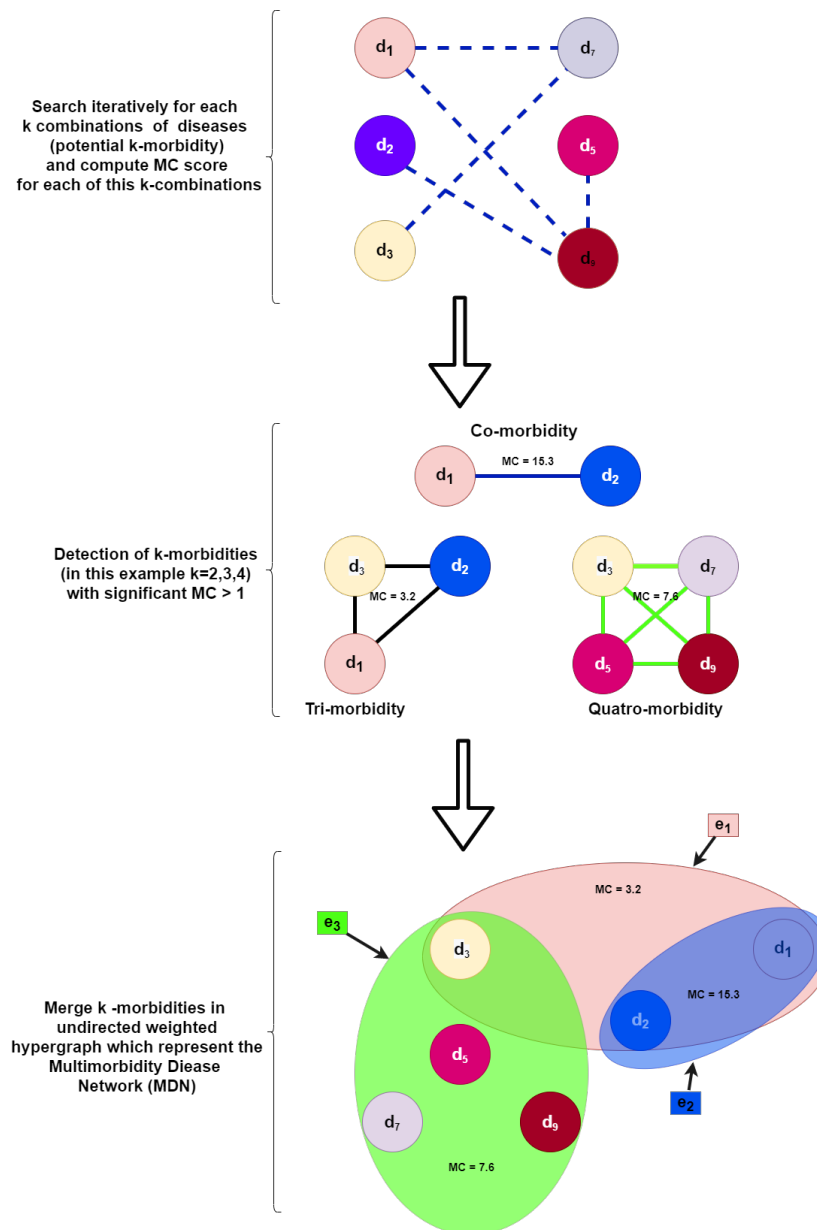 d1
d7
Search iteratively for each
k combinations of diseases
(potential k-morbidity)
and compute MC score
for each of this k-combinations
d2
d5
d3
d9
Co-morbidity
MC = 15.3
d1
d2
Detection of k-morbidities
(in this example k=2,3,4)
with significant MC > 1
d3
d2
MC = 3.2
d1
Tri-morbidity
d3
d7
MC = 7.6
d5
d9
Quatro-morbidity
e1
MC = 3.2
e3
d3
d1
MC = 15.3
d2
Merge k -morbidities in
undirected weighted
hypergraph which represent the
Multimorbidity Diease
Network (MDN)
d5
e2
d7
d9
MC = 7.6